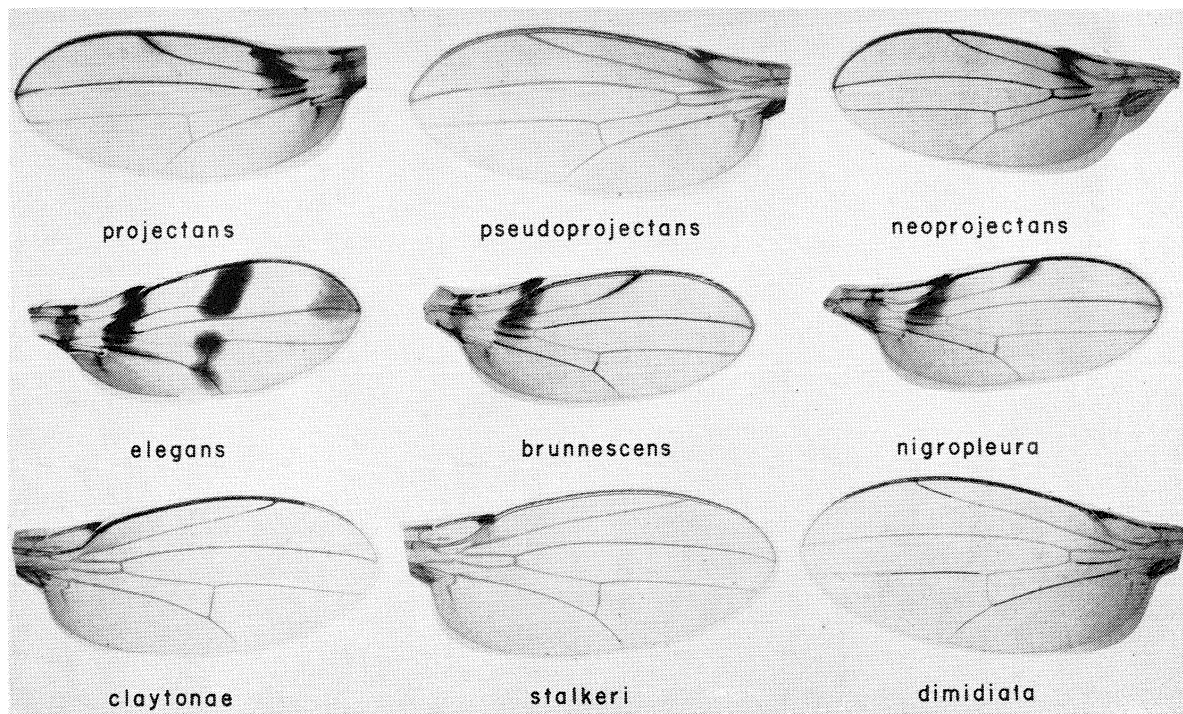 projectans
pseudoprojectans
neoprojectans
elegans
brunnescens
nigropleura
claytonae
stalkeri
dimidiata